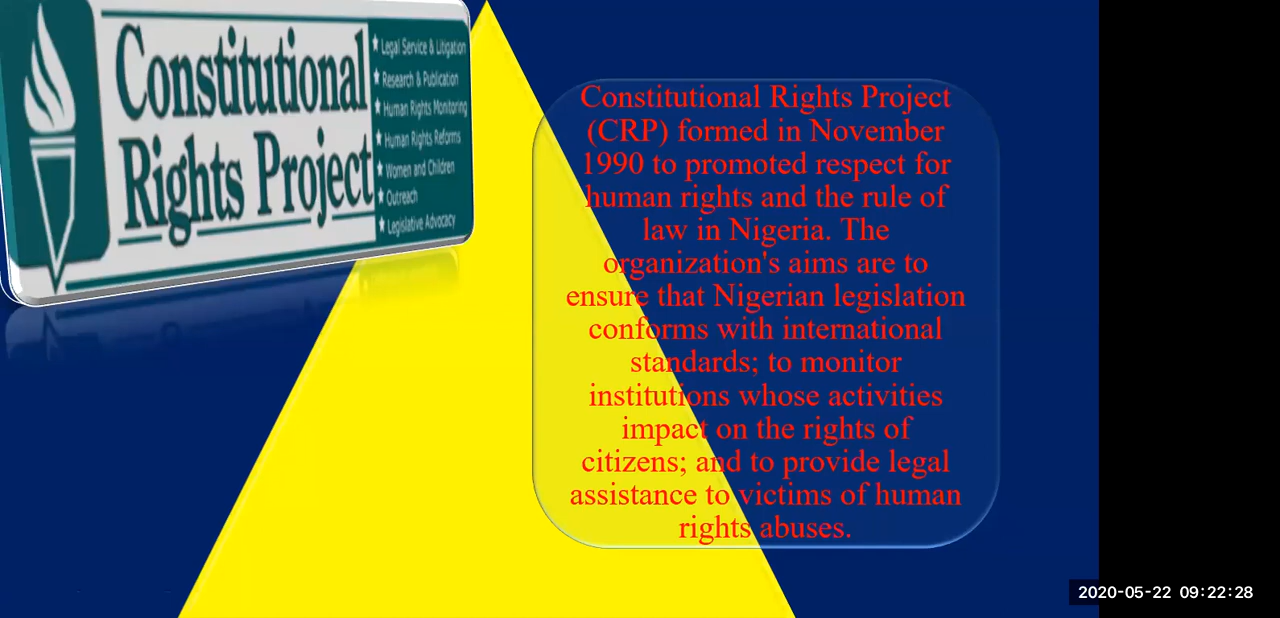 Constitutional
Rights Project
Legal Service & Litigation
Research & Publication
Human Rights Monitoring
Human Rights Reforms
Women and Children
Outreach
Legislative Advocacy
Constitutional Rights Project
(CRP) formed in November
1990 to promoted respect for
human rights and the rule of
law in Nigeria. The
organization's aims are to
ensure that Nigerian legislation
conforms with international
standards; to monitor
institutions whose activities
impact on the rights of
citizens; and to provide legal
assistance to victims of human
rights abuses.
2020-05-22 09:22:28